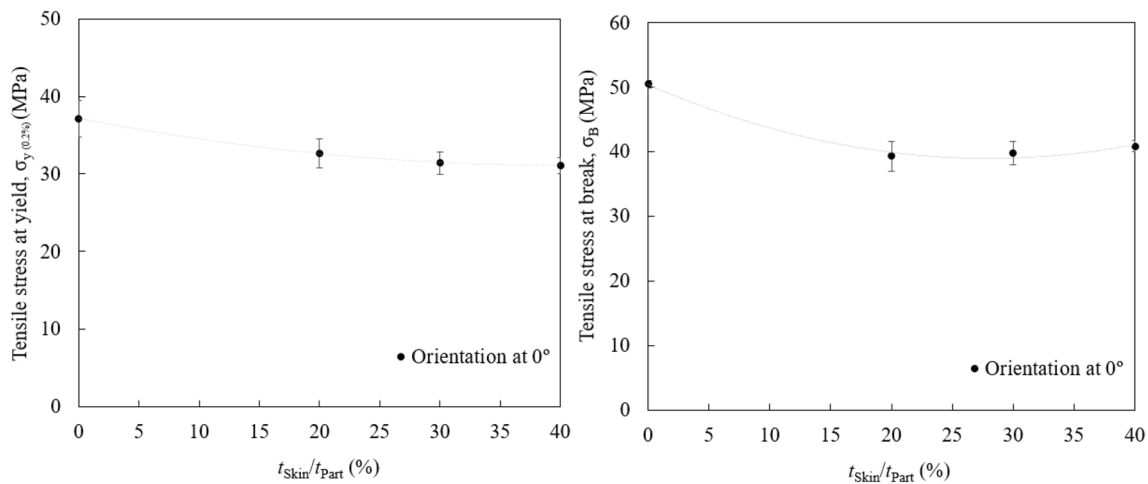 Tensile stress at yield, σy (0.2%) (MPa)
50
40
30
20
10
0
0 5 10 15 20 25 30 35 40
tSkin/tPart (%)
Orientation at 0°
Tensile stress at break, σB (MPa)
60
50
40
30
20
10
0
0 5 10 15 20 25 30 35 40
tSkin/tPart (%)
Orientation at 0°